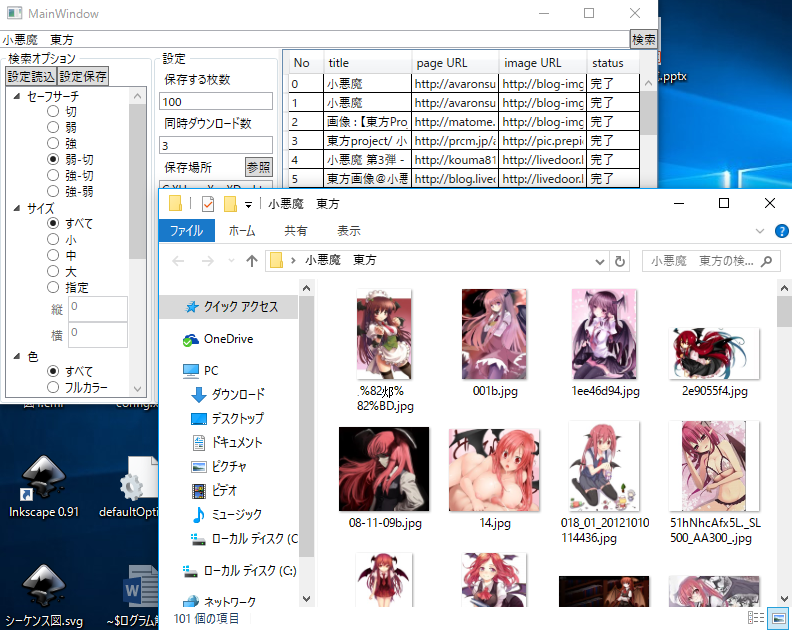 MainWindow
小悪魔　東方
検索
検索オプション
設定読込
設定保存
セーフサーチ
切
弱
強
弱-切
強-切
強-弱
サイズ
すべて
小
中
大
指定
縦 0
横 0
色
すべて
フルカラー
設定
保存する枚数
100
同時ダウンロード数
3
保存場所
参照
No title page URL image URL status
0 小悪魔 http://avaronsu http://blog-img 完了
1 小悪魔 http://avaronsu http://blog-img 完了
2 画像 : 【東方Proj http://matome. http://blog-img 完了
3 東方project/ 小 http://prcm.jp/a http://pic.prepic 完了
4 小悪魔 第3弾 - http://kouma81 http://livedoor.l 完了
5 東方画像＠小悪 http://blog.lived http://livedoor.l 完了
.pptx
小悪魔　東方
ファイル ホーム 共有 表示
小悪魔　東方
小悪魔　東方の検...
クイック アクセス
OneDrive
PC
ダウンロード
デスクトップ
ドキュメント
ピクチャ
ビデオ
ミュージック
ローカル ディスク (C
ローカル ディスク (C:)
ネットワーク
001b.jpg
1ee46d94.jpg
2e9055f4.jpg
82%BD.jpg
08-11-09b.jpg
14.jpg
018_01_20121010
114436.jpg
51hNhcAfx5L._SL
500_AA300_.jpg
101 個の項目
Inkscape 0.91
defaultOpti
シーケンス図.svg
~$ログラム